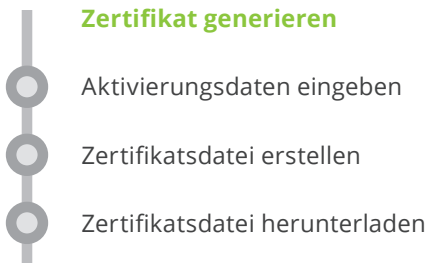 Zertifikat generieren
Aktivierungsdaten eingeben
Zertifikatsdatei erstellen
Zertifikatsdatei herunterladen